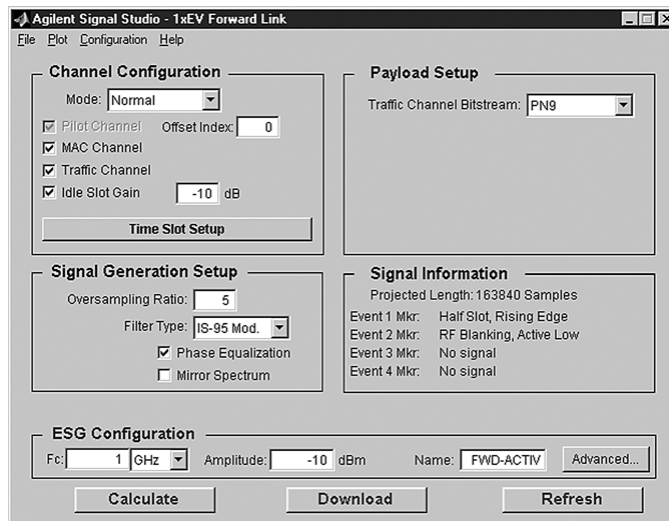 Agilent Signal Studio - 1xEV Forward Link
File Plot Configuration Help
Channel Configuration
Mode: Normal
Pilot Channel Offset Index: 0
MAC Channel
Traffic Channel
Idle Slot Gain -10 dB
Time Slot Setup
Payload Setup
Traffic Channel Bitstream: PN9
Signal Generation Setup
Oversampling Ratio: 5
Filter Type: IS-95 Mod.
Phase Equalization
Mirror Spectrum
Signal Information
Projected Length: 163840 Samples
Event 1 Mkr: Half Slot, Rising Edge
Event 2 Mkr: RF Blanking, Active Low
Event 3 Mkr: No signal
Event 4 Mkr: No signal
ESG Configuration
Fc: 1 GHz Amplitude: -10 dBm Name: FWD-ACTIV Advanced...
Calculate Download Refresh